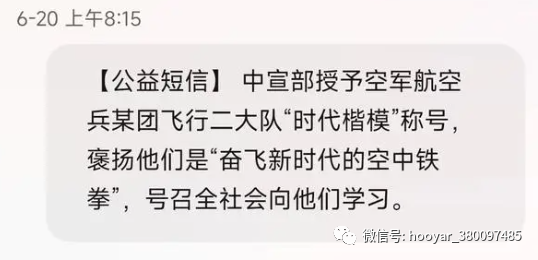 6-20 上午8:15
【公益短信】 中宣部授予空军航空
兵某团飞行二大队“时代楷模”称号，
褒扬他们是“奋飞新时代的空中铁
拳”，号召全社会向他们学习。
微信号: hooyar_380097485